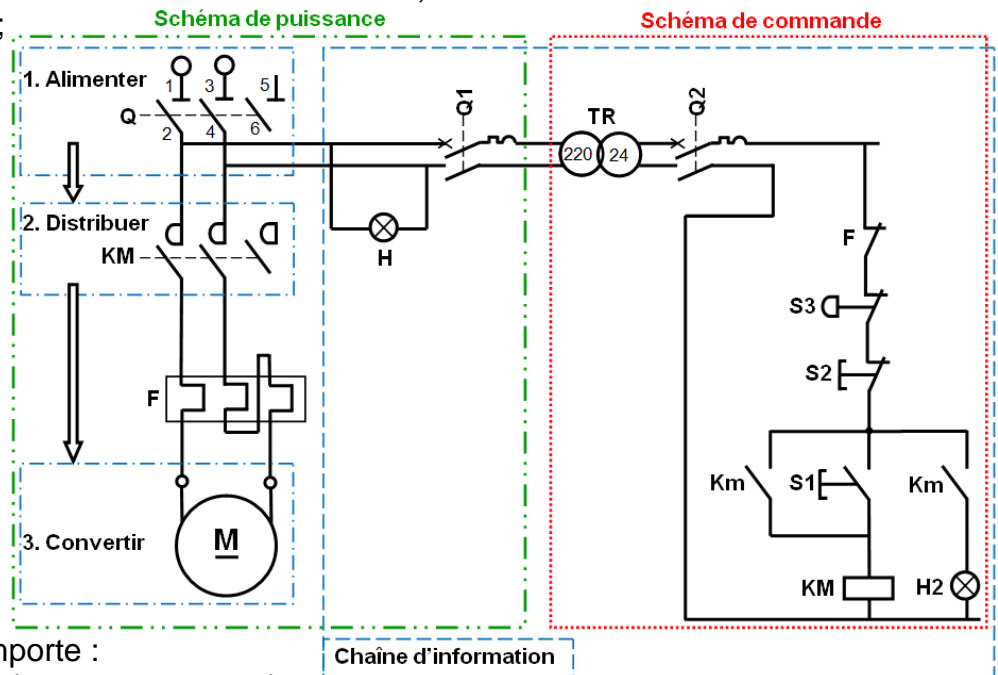 ;
Schéma de puissance
Schéma de commande
1. Alimenter
1
3
5
Q
2
4
6
Q1
TR
220
24
Q2
2. Distribuer
KM
H
F
S3
S2
F
Km
S1
Km
3. Convertir
M
KM
H2
mporte :
Chaîne d'information